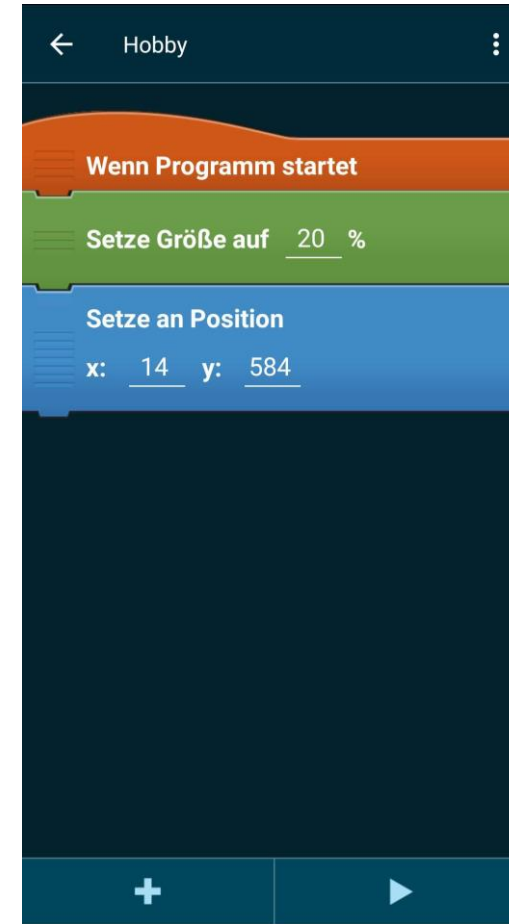 Hobby
Wenn Programm startet
Setze Größe auf 20 %
Setze an Position
x: 14 y: 584